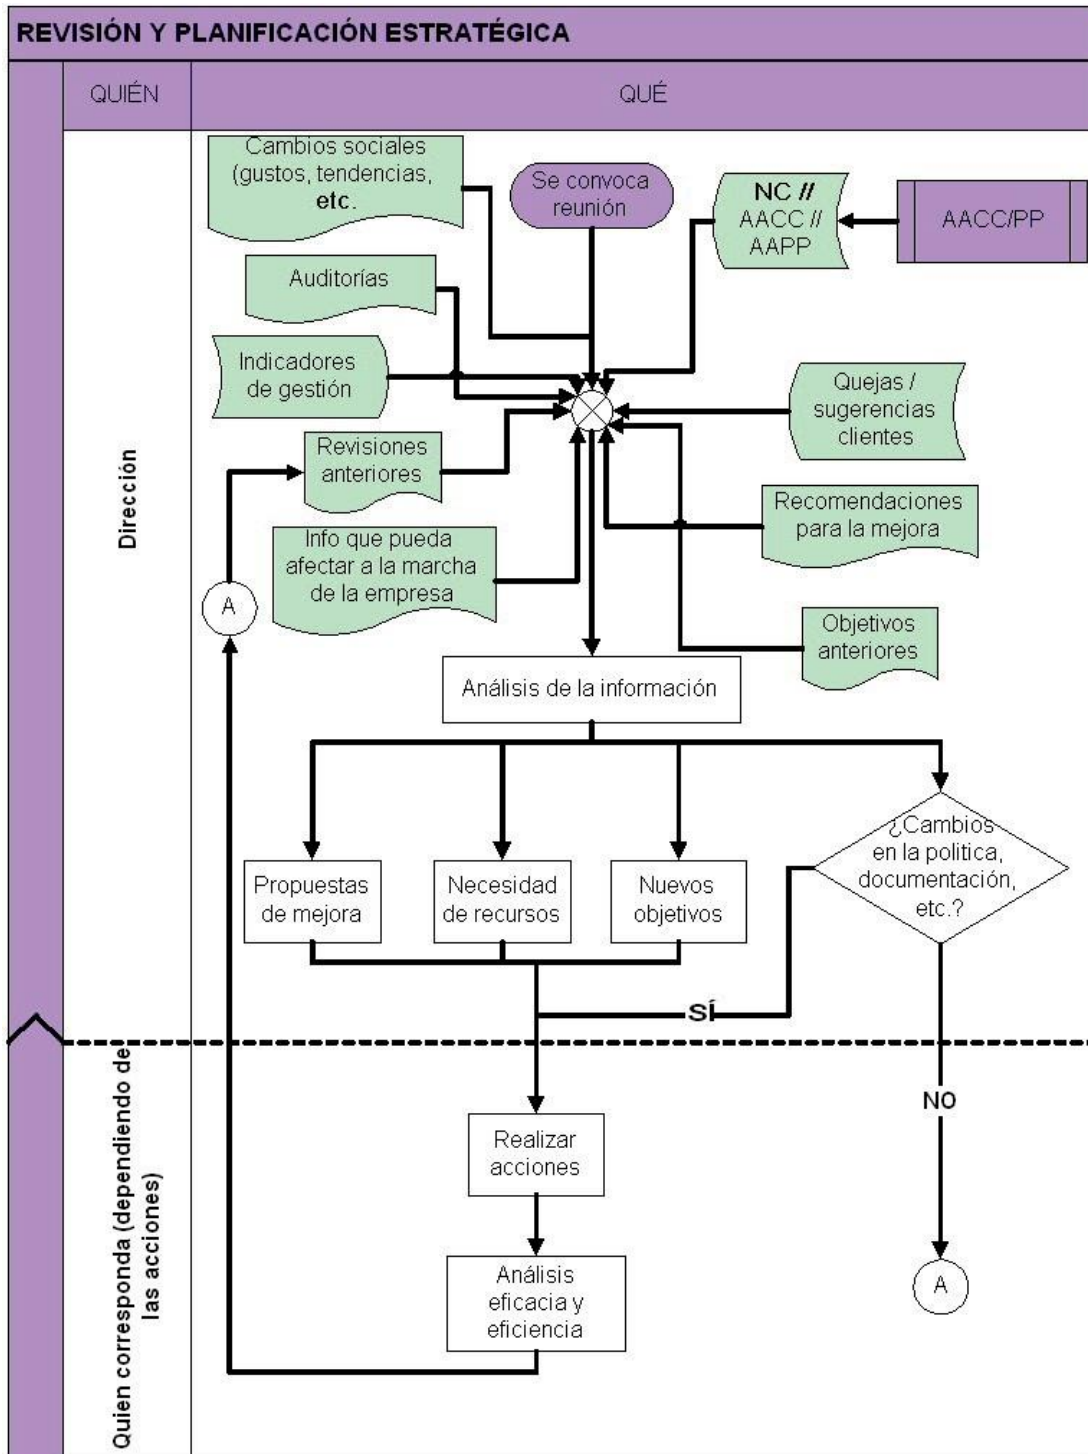 REVISIÓN Y PLANIFICACIÓN ESTRATÉGICA
QUIÉN
QUÉ
Cambios sociales
(gustos, tendencias,
etc.
Se convoca
reunión
NC //
AACC //
AAPP
AACC/PP
Auditorías
Indicadores
de gestión
Quejas /
sugerencias
clientes
Revisiones
anteriores
Recomendaciones
para la mejora
Info que pueda
afectar a la marcha
de la empresa
Dirección
A
Objetivos
anteriores
Análisis de la información
¿Cambios
en la politica,
documentación,
etc.?
Propuestas
de mejora
Necesidad
de recursos
Nuevos
objetivos
SÍ
NO
Quien corresponda (dependiendo de
las acciones)
Realizar
acciones
Análisis
eficacia y
eficiencia
A